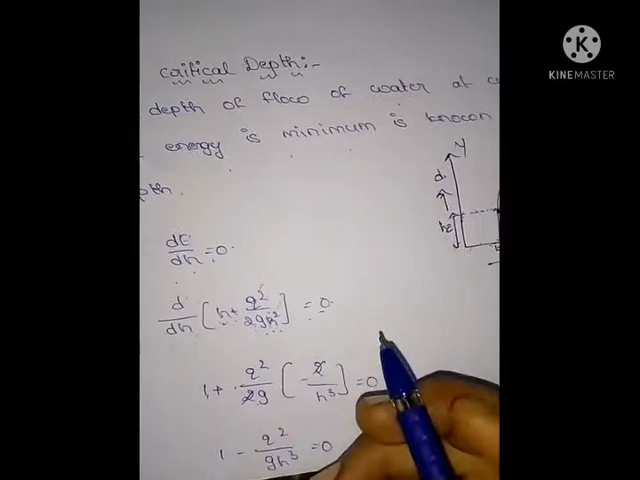 K
KINEMASTER
Critical Depth:-
depth of flow of water at
energy is minimum is known
pth.
y
d.
hc
dE/dh = 0.
d/dh [h + q²/2gh²] = 0.
1 + q²/2g [-2/h³] = 0
1 - q²/gh³ = 0